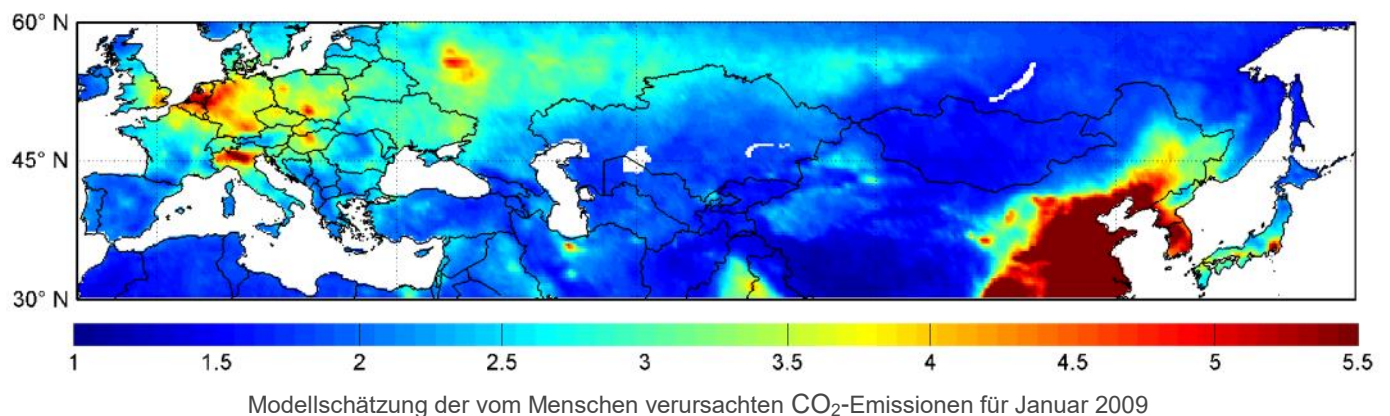 60° N
45° N
30° N
1 1.5 2 2.5 3 3.5 4 4.5 5 5.5
Modellschätzung der vom Menschen verursachten CO₂-Emissionen für Januar 2009